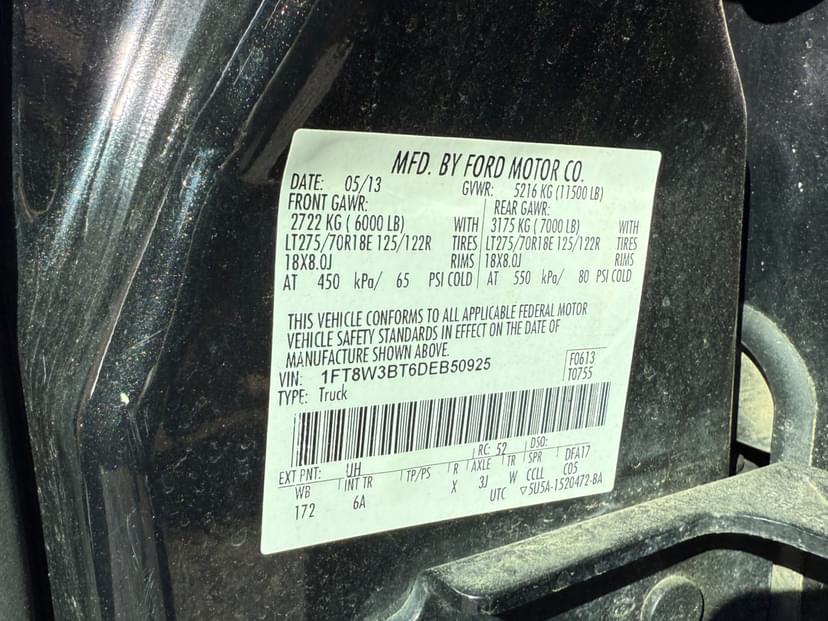 MFD. BY FORD MOTOR CO.
DATE: 05/13 GVWR: 5216 KG (11500 LB)
FRONT GAWR: REAR GAWR:
2722 KG ( 6000 LB) WITH 3175 KG ( 7000 LB) WITH
LT275/70R18E 125/122R TIRES LT275/70R18E 125/122R TIRES
18X8.0J RIMS 18X8.0J RIMS
AT 450 kPa/ 65 PSI COLD AT 550 kPa/ 80 PSI COLD
THIS VEHICLE CONFORMS TO ALL APPLICABLE FEDERAL MOTOR
VEHICLE SAFETY STANDARDS IN EFFECT ON THE DATE OF
MANUFACTURE SHOWN ABOVE.
VIN: 1FT8W3BT6DEB50925 F0613
TYPE: Truck T0755
EXT PNT: UH RC: 52 DSO:
WB INT TR TP/PS R AXLE TR SPR DFA17
172 6A X 3J W CCLL C05
UTC ▽5U5A-1520472-BA